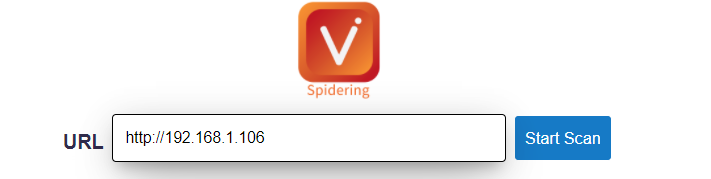 Vi
Spidering
URL http://192.168.1.106 Start Scan